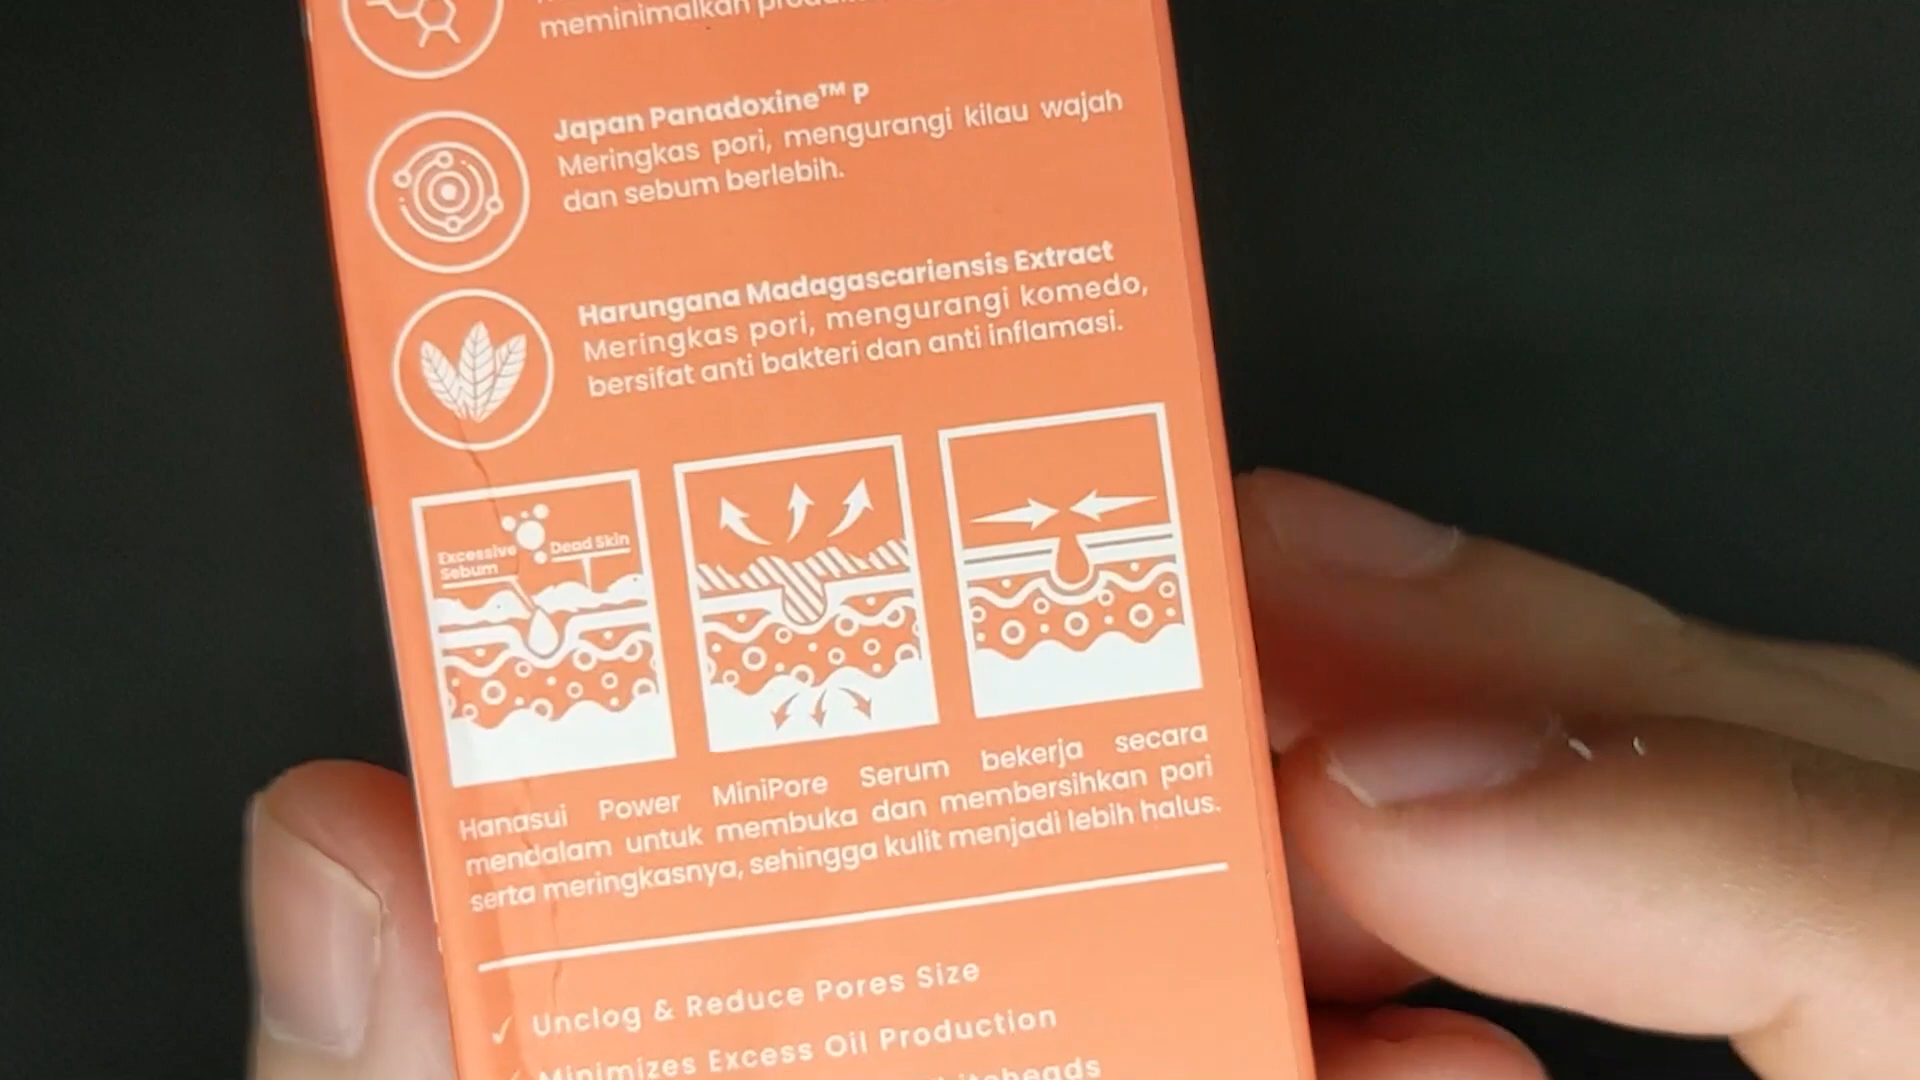 meminimalkan
Japan Panadoxine™ P
Meringkas pori, mengurangi kilau wajah
dan sebum berlebih.
Harungana Madagascariensis Extract
Meringkas pori, mengurangi komedo,
bersifat anti bakteri dan anti inflamasi.
Excessive
Sebum
Dead Skin
Hanasui Power MiniPore Serum bekerja secara
mendalam untuk membuka dan membersihkan pori
serta meringkasnya, sehingga kulit menjadi lebih halus.
✓ Unclog & Reduce Pores Size
✓ Minimizes Excess Oil Production